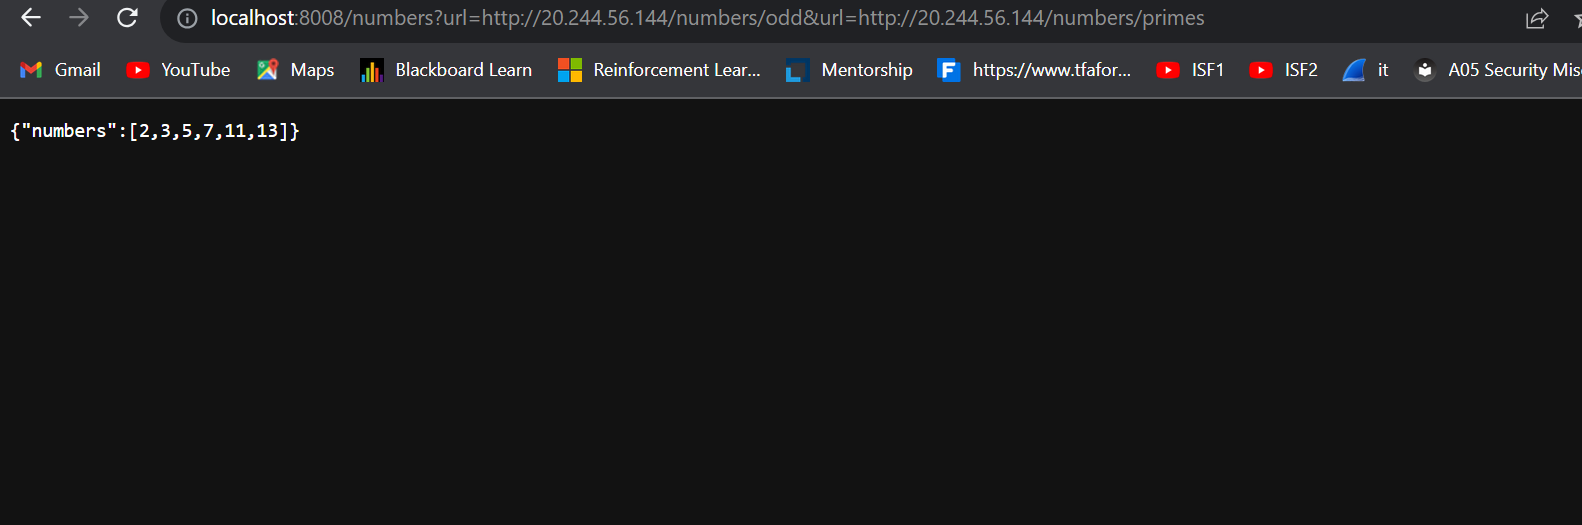 localhost:8008/numbers?url=http://20.244.56.144/numbers/odd&url=http://20.244.56.144/numbers/primes
Gmail YouTube Maps Blackboard Learn Reinforcement Lear... Mentorship https://www.tfafor... ISF1 ISF2 it A05 Security Mis
{"numbers":[2,3,5,7,11,13]}